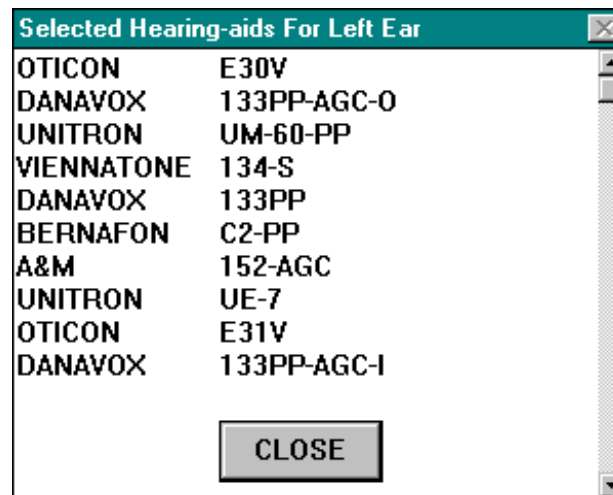 Selected Hearing-aids For Left Ear
OTICON E30V
DANAVOX 133PP-AGC-O
UNITRON UM-60-PP
VIENNATONE 134-S
DANAVOX 133PP
BERNAFON C2-PP
A&M 152-AGC
UNITRON UE-7
OTICON E31V
DANAVOX 133PP-AGC-I
CLOSE